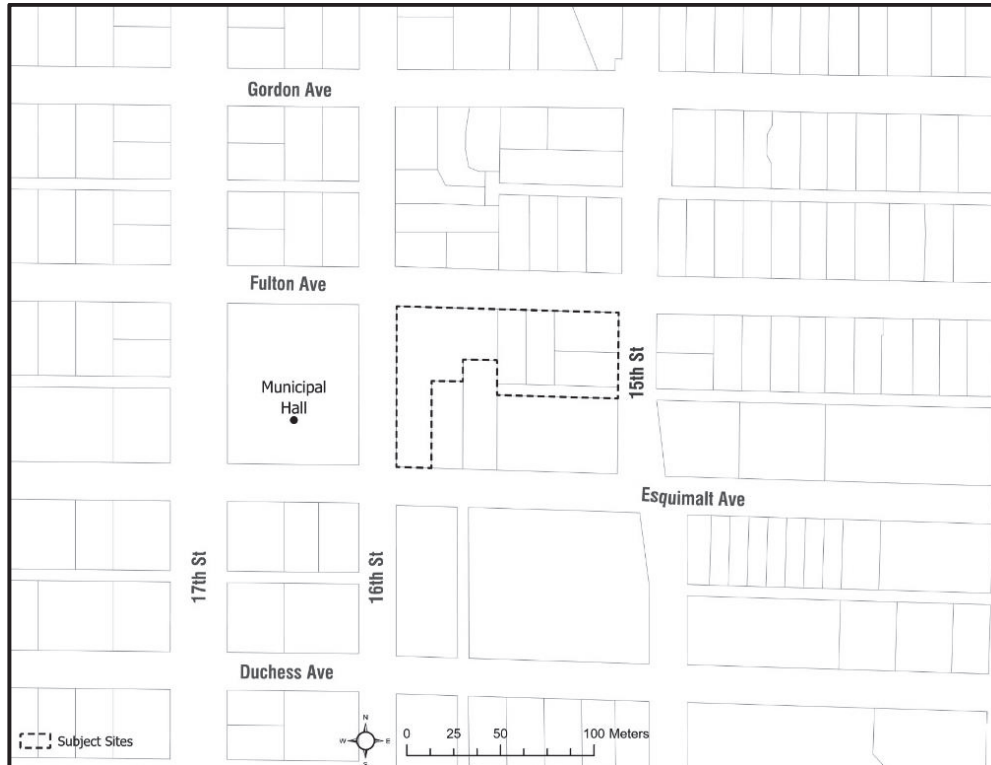 Gordon Ave
Fulton Ave
Municipal
Hall
15th St
Esquimalt Ave
17th St
16th St
Duchess Ave
Subject Sites
N
W E
S
0 25 50 100 Meters